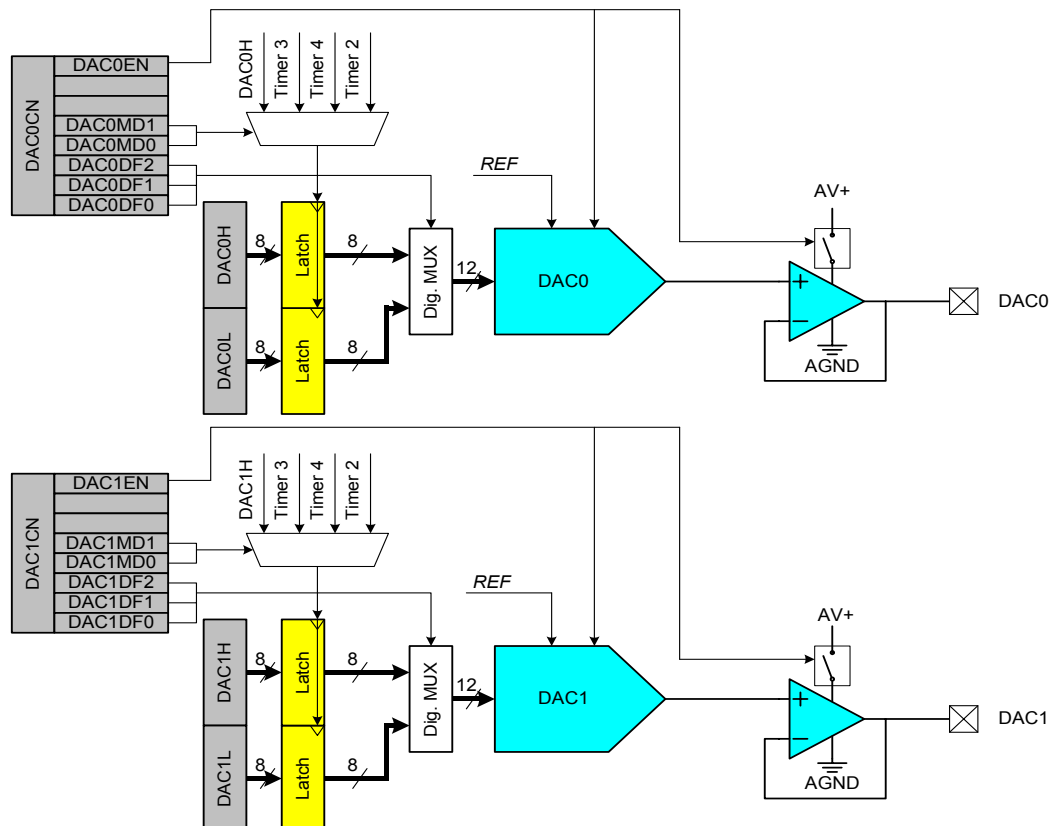 DAC0CN
DAC0EN
DAC0MD1
DAC0MD0
DAC0DF2
DAC0DF1
DAC0DF0
DAC0H
Timer 3
Timer 4
Timer 2
REF
AV+
DAC0H
8
Latch
8
Dig. MUX
12
DAC0
+
−
DAC0
DAC0L
8
Latch
8
AGND
DAC1CN
DAC1EN
DAC1MD1
DAC1MD0
DAC1DF2
DAC1DF1
DAC1DF0
DAC1H
Timer 3
Timer 4
Timer 2
REF
AV+
DAC1H
8
Latch
8
Dig. MUX
12
DAC1
+
−
DAC1
DAC1L
8
Latch
8
AGND